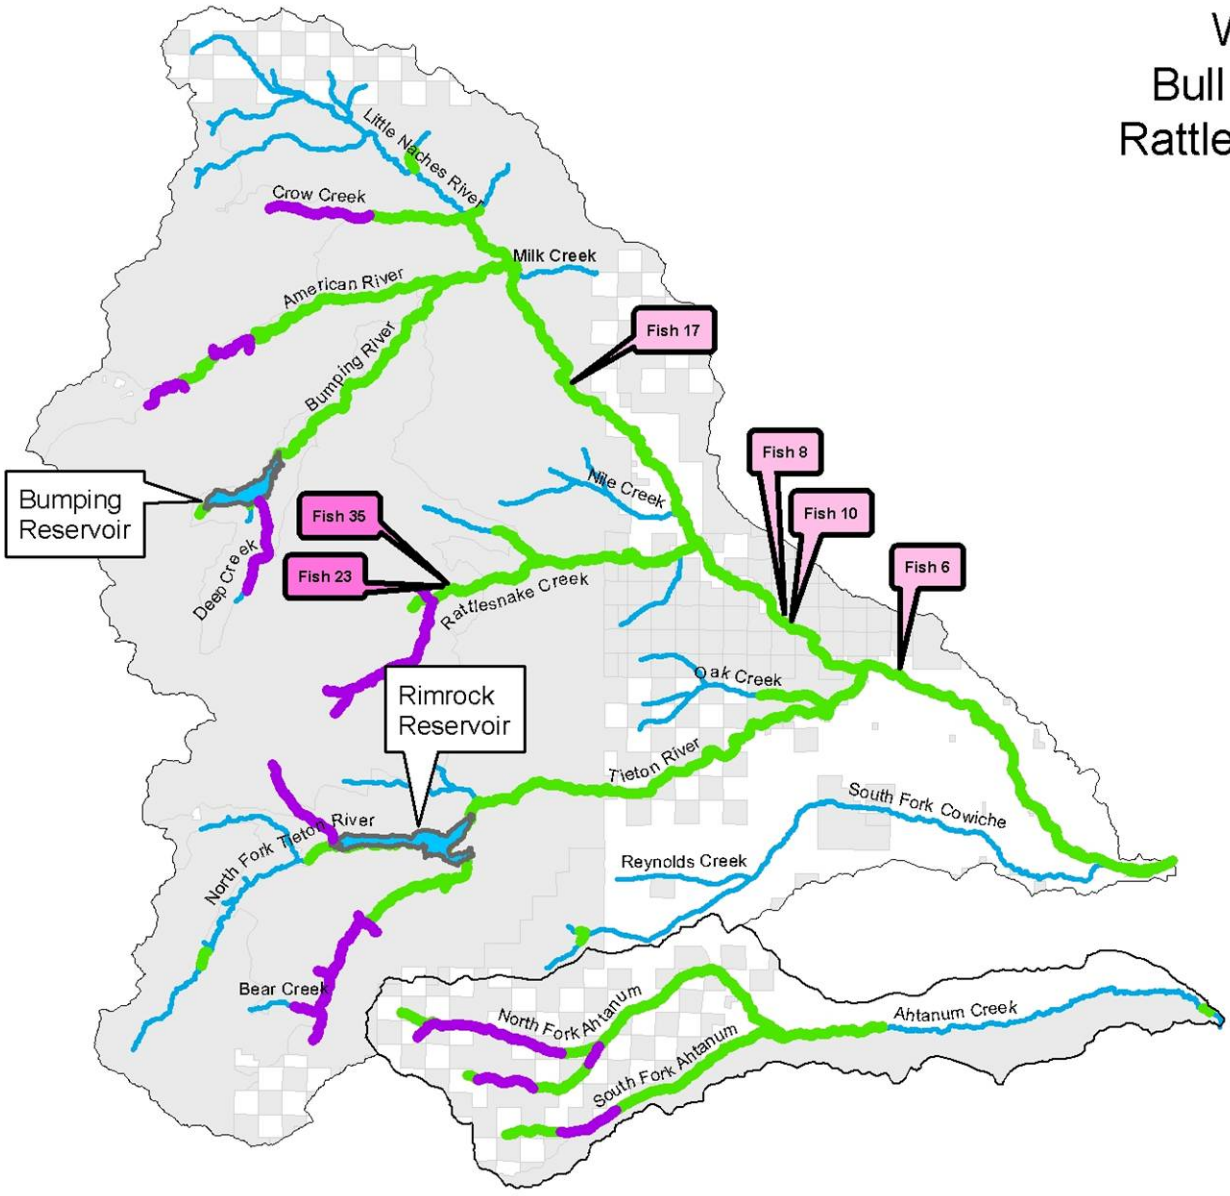 W
Bull
Rattle
Little Naches River
Crow Creek
Milk Creek
American River
Fish 17
Bumping River
Fish 8
Nile Creek
Bumping
Reservoir
Fish 35
Fish 10
Deep Creek
Fish 23
Fish 6
Rattlesnake Creek
Oak Creek
Rimrock
Reservoir
Tieton River
South Fork Cowiche
North Fork Tieton River
Reynolds Creek
Bear Creek
North Fork Ahtanum
Ahtanum Creek
South Fork Ahtanum